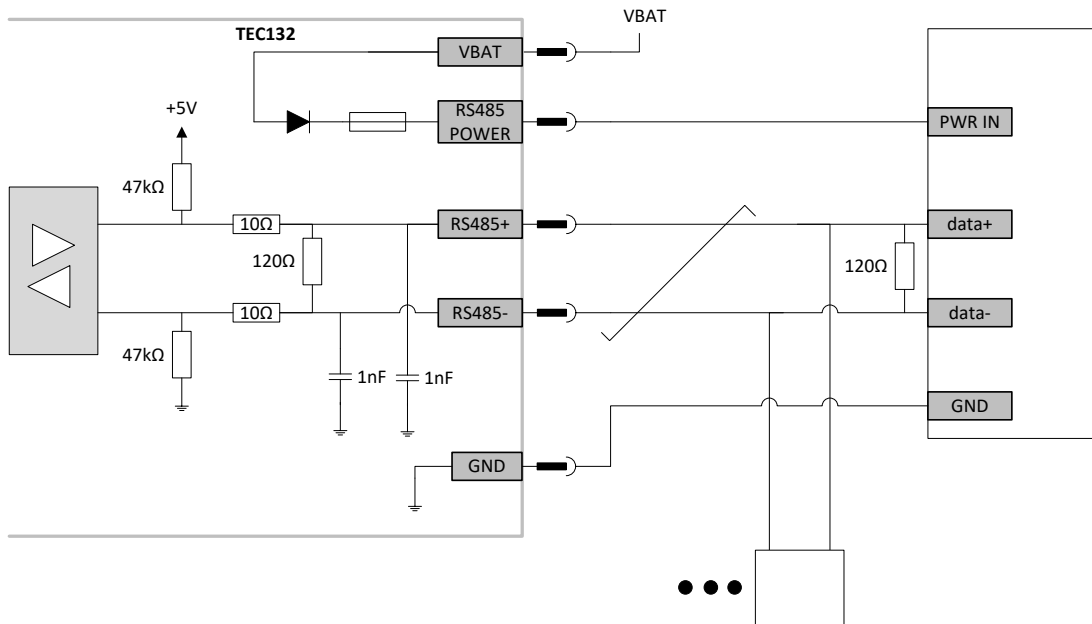 VBAT
TEC132
VBAT
RS485
POWER
PWR IN
+5V
47kΩ
10Ω
RS485+
data+
120Ω
120Ω
10Ω
RS485-
data-
47kΩ
1nF
1nF
GND
GND